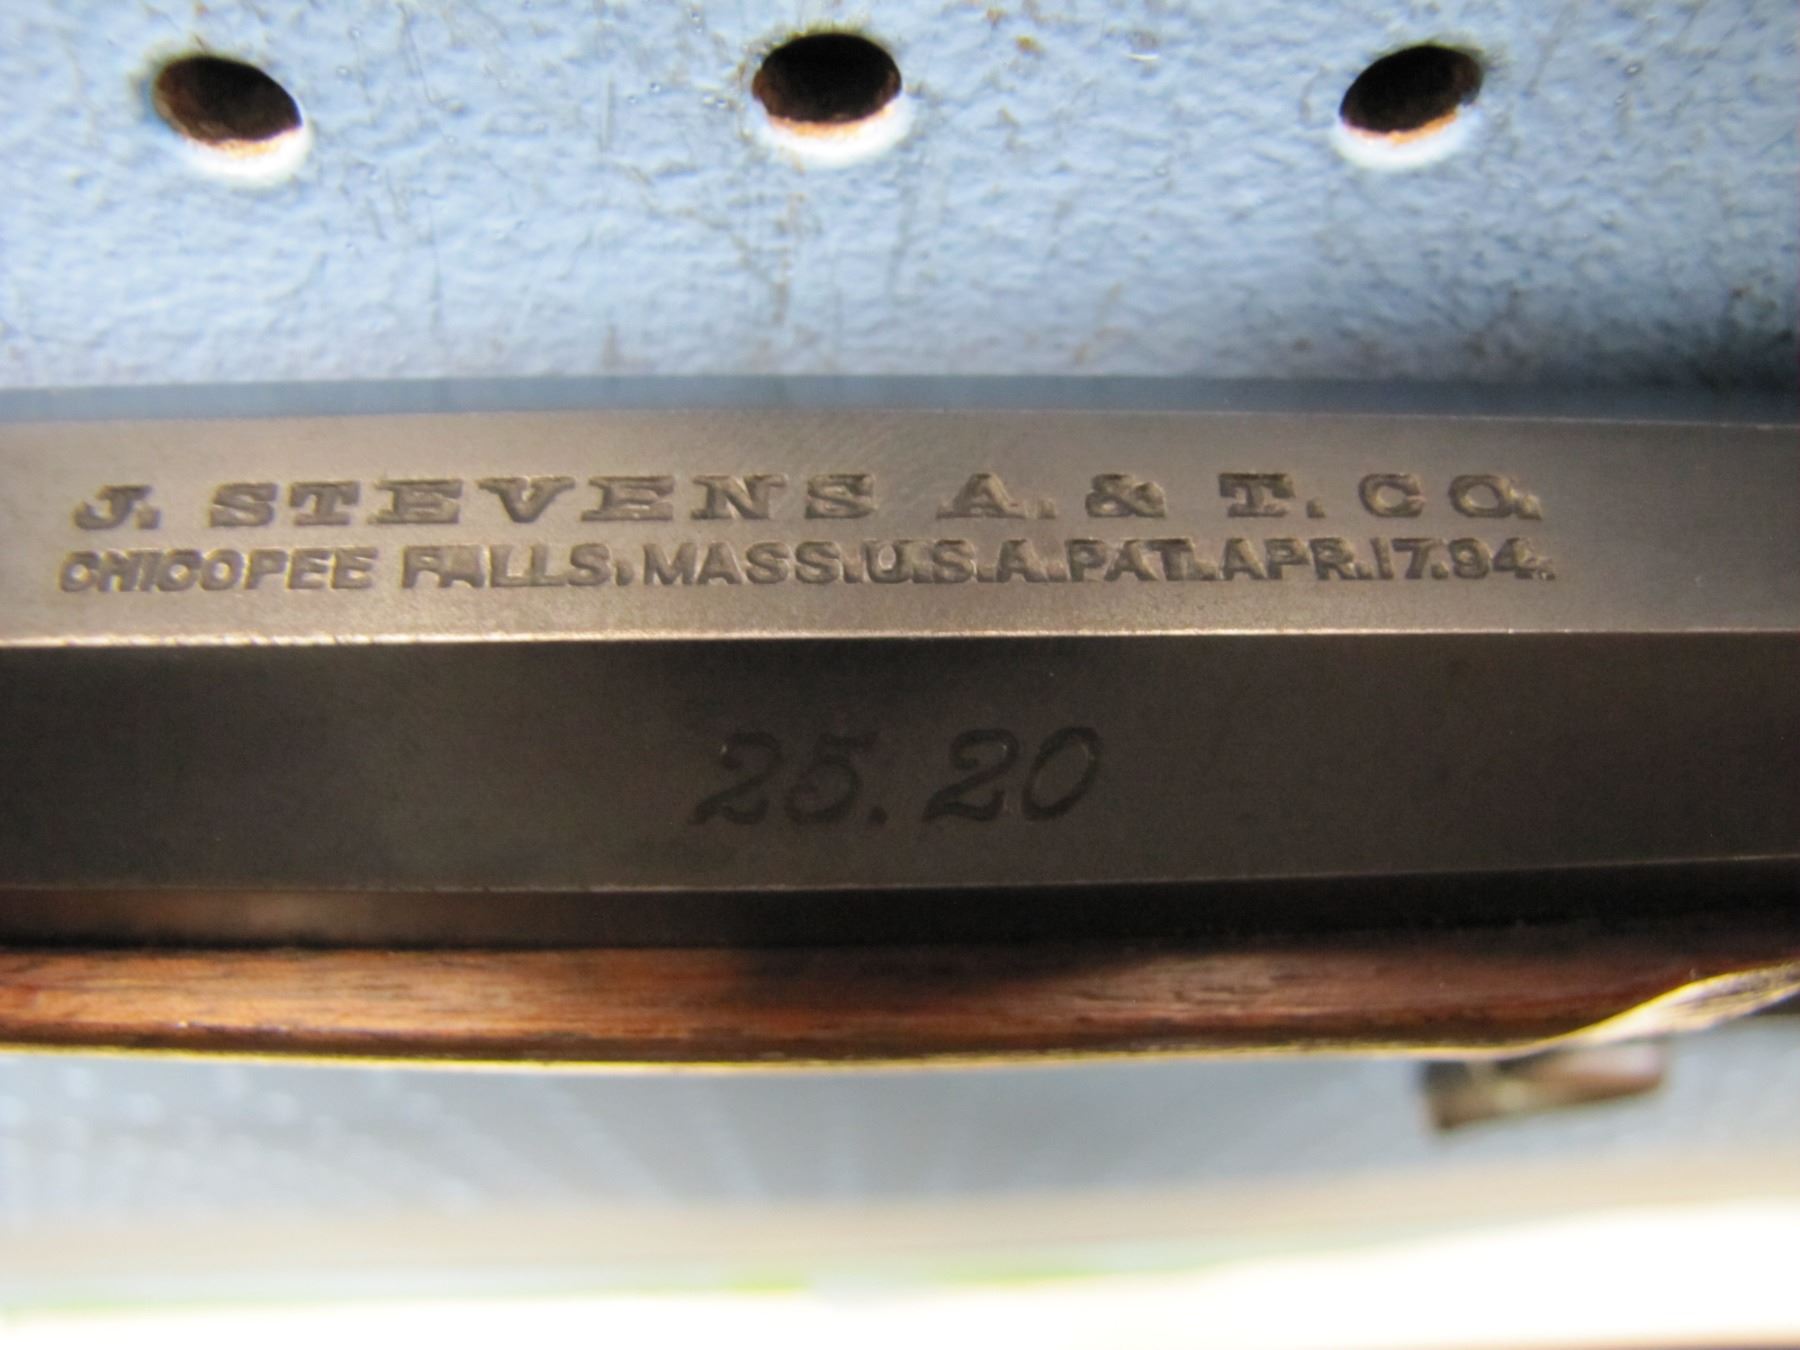 J. STEVENS A. & T. CO.
CHICOPEE FALLS, MASS.U.S.A.PAT.APR.17.94.
25. 20